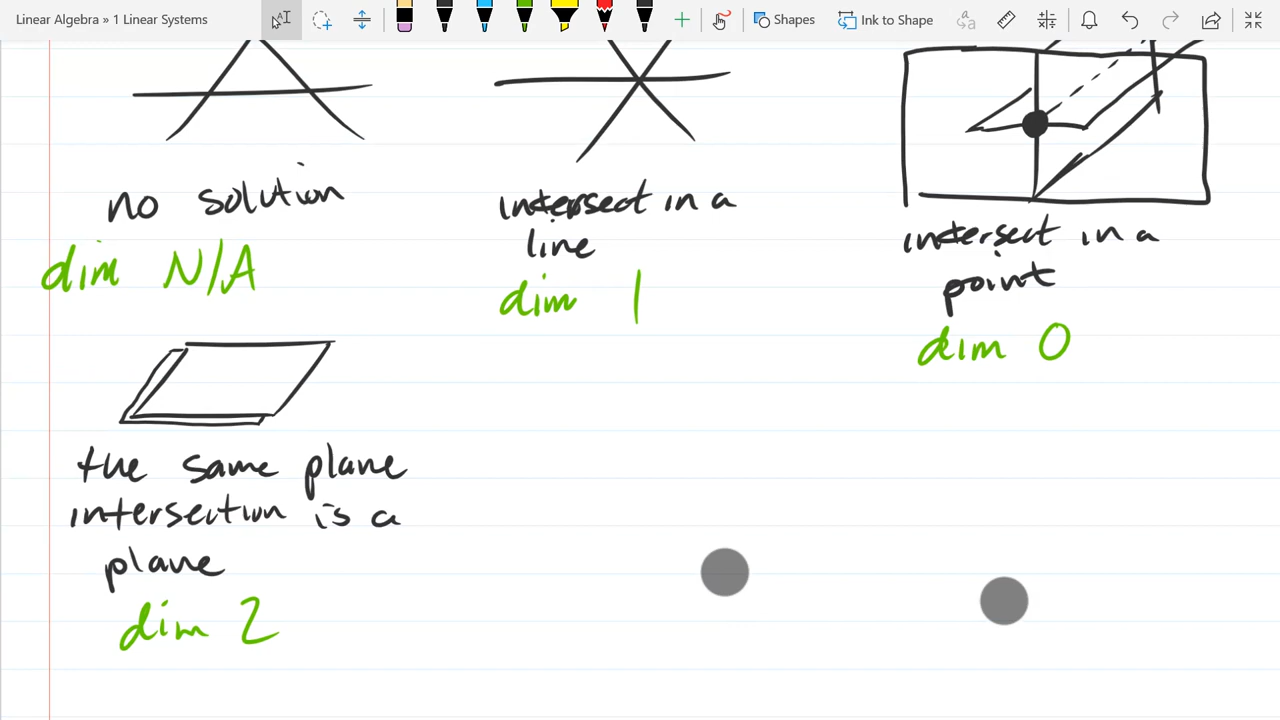 Linear Algebra » 1 Linear Systems
Shapes
Ink to Shape
no solution
dim N/A
intersect in a
line
dim 1
intersect in a
point
dim 0
the same plane
intersection is a
plane
dim 2